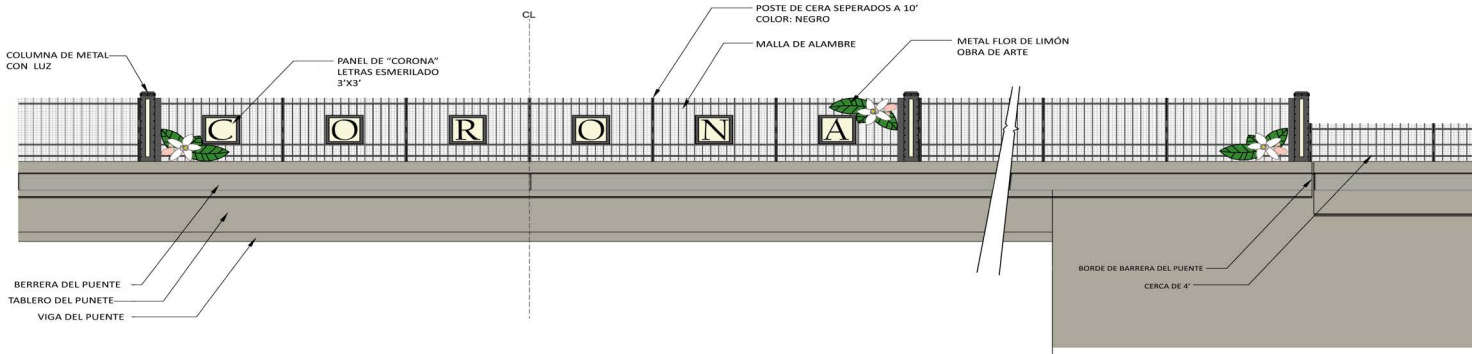 CL
POSTE DE CERA SEPERADOS A 10'
COLOR: NEGRO
MALLA DE ALAMBRE
METAL FLOR DE LIMÓN
OBRA DE ARTE
COLUMNA DE METAL
CON LUZ
PANEL DE “CORONA”
LETRAS ESMERILADO
3'X3'
C O R O N A
BERRERA DEL PUENTE
TABLERO DEL PUNETE
VIGA DEL PUENTE
BORDE DE BARRERA DEL PUENTE
CERCA DE 4'